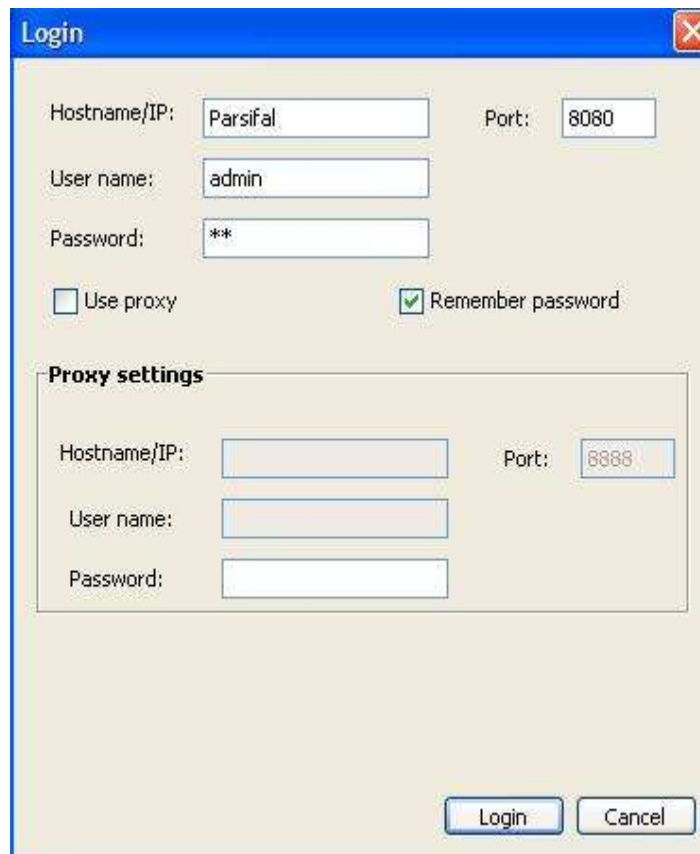 Login
Hostname/IP: Parsifal Port: 8080
User name: admin
Password: **
Use proxy Remember password
Proxy settings
Hostname/IP: Port: 8888
User name:
Password:
Login Cancel